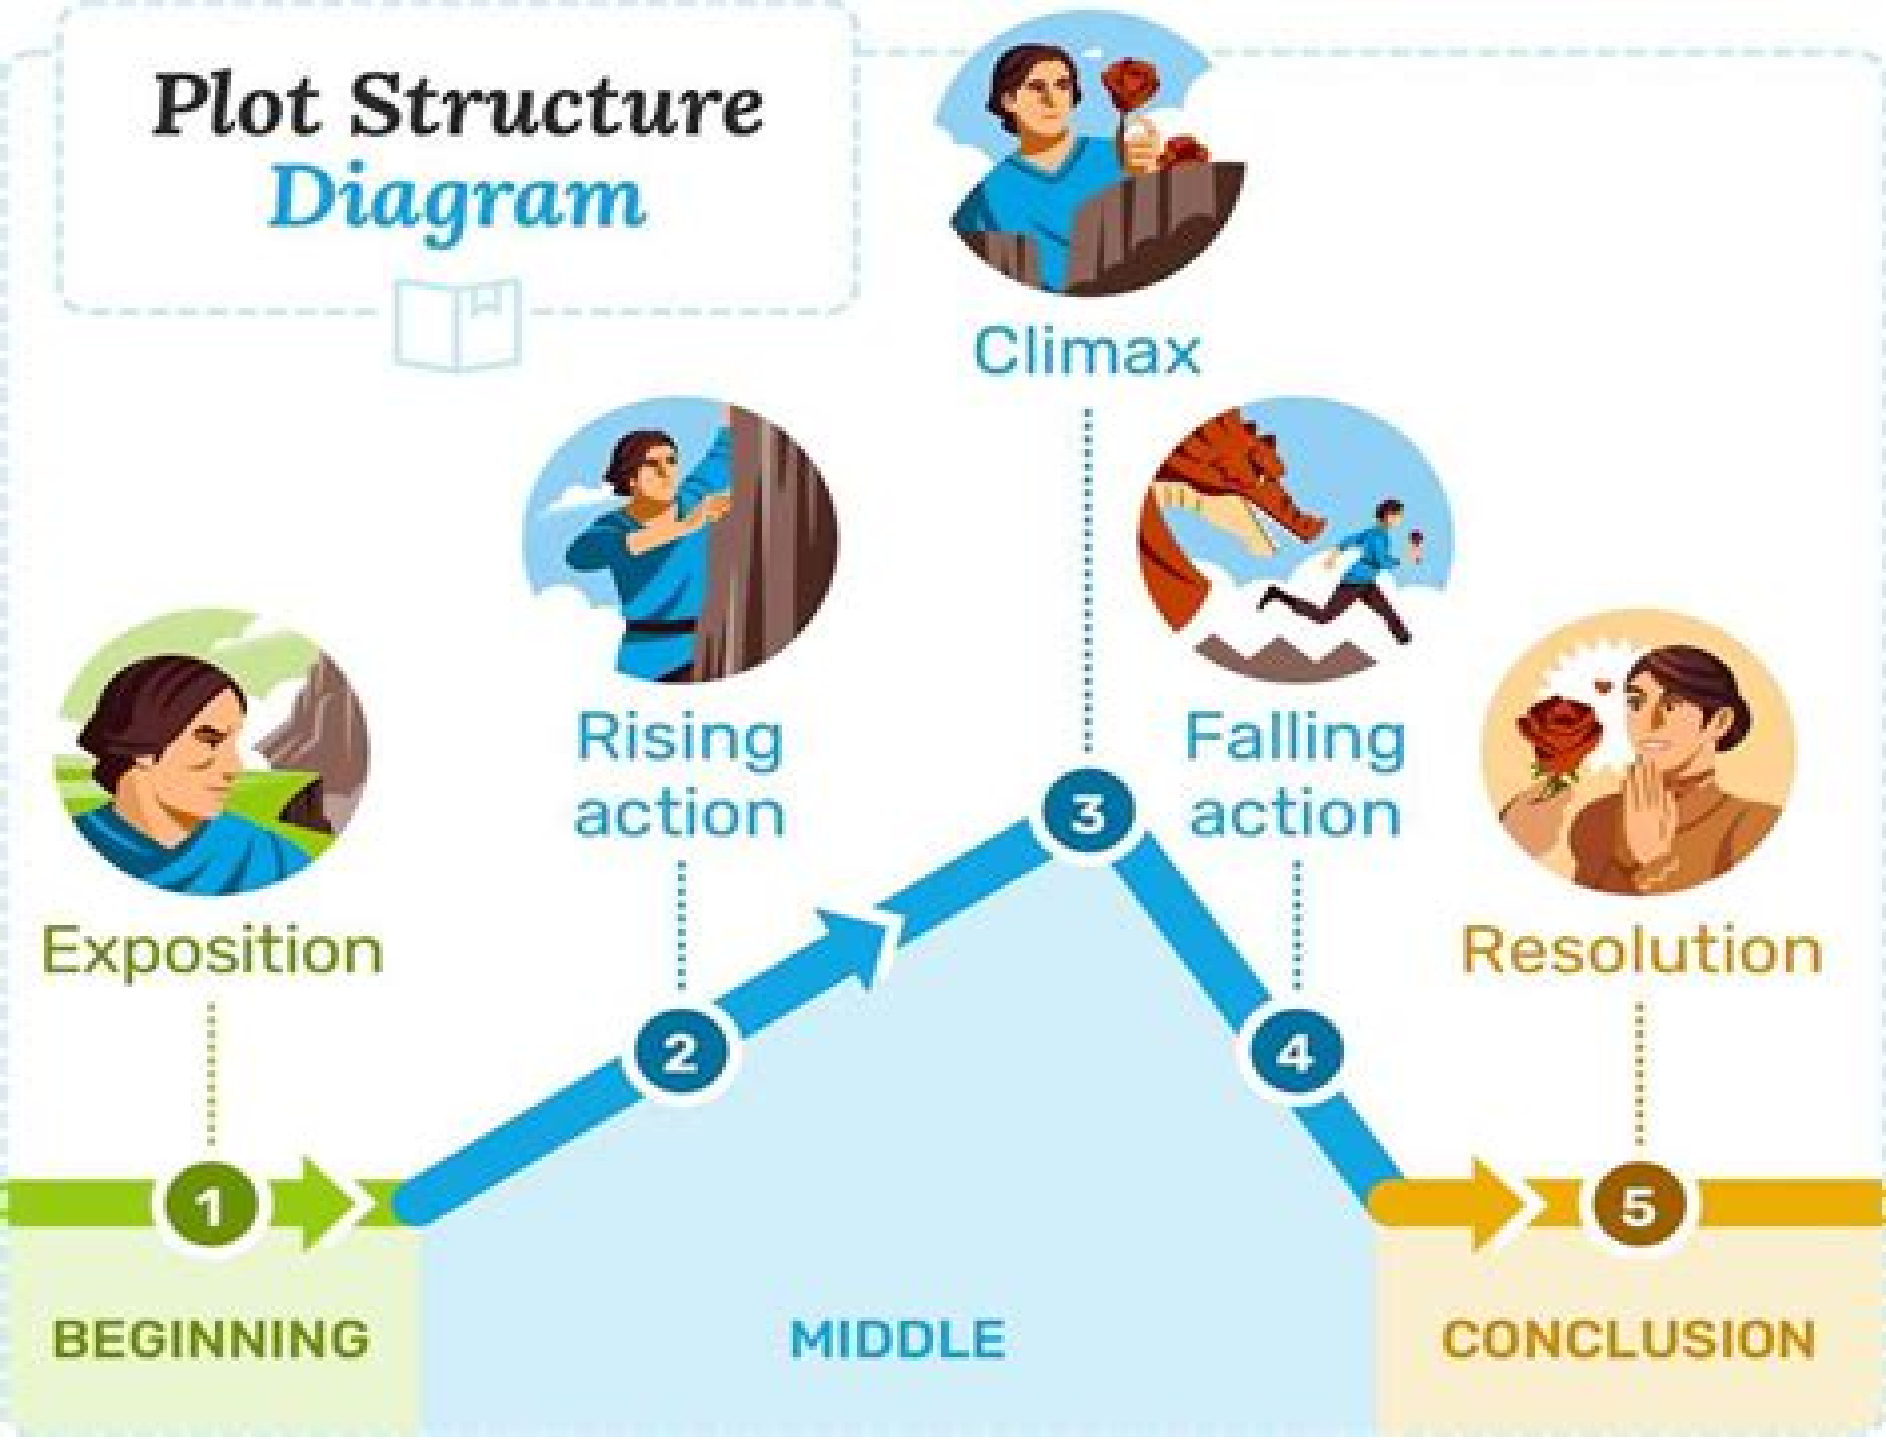 Plot Structure
Diagram
Climax
Rising
action
Falling
action
Exposition
Resolution
3
2
4
1
5
BEGINNING
MIDDLE
CONCLUSION